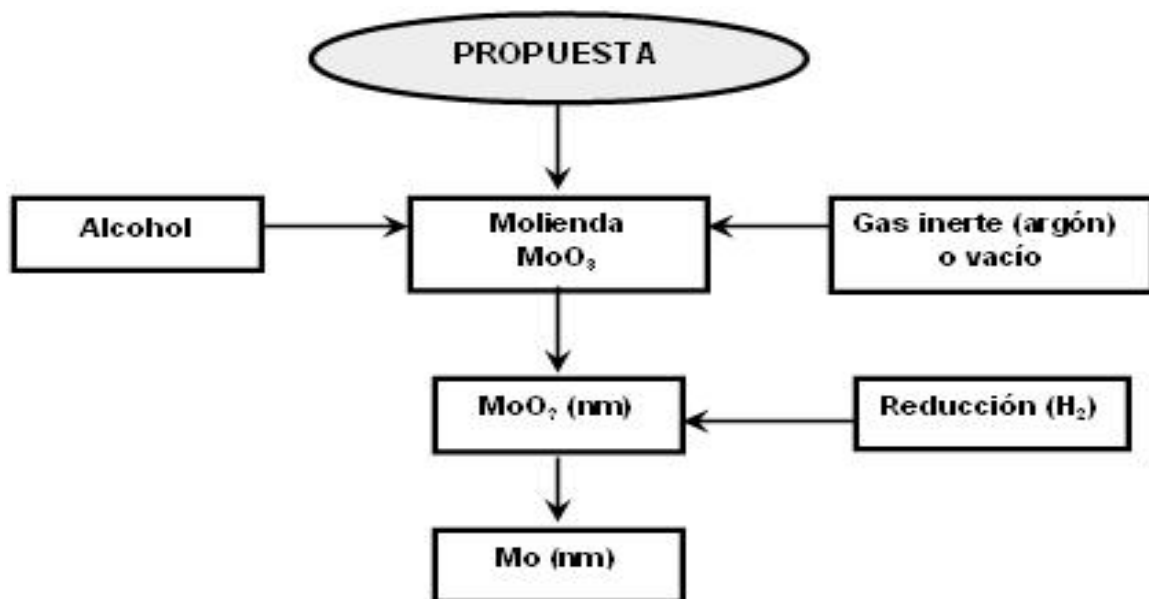 PROPUESTA
Alcohol
Molienda
MoO₃
Gas inerte (argón)
o vacío
MoO₂ (nm)
Reducción (H₂)
Mo (nm)